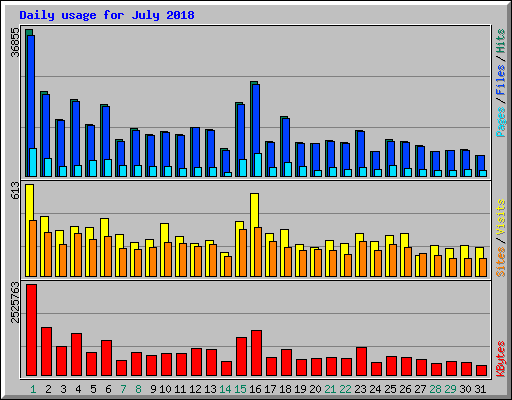 Daily usage for July 2018
36855
Pages / Files / Hits
613
Sites / Visits
2525763
KBytes
1 2 3 4 5 6 7 8 9 10 11 12 13 14 15 16 17 18 19 20 21 22 23 24 25 26 27 28 29 30 31